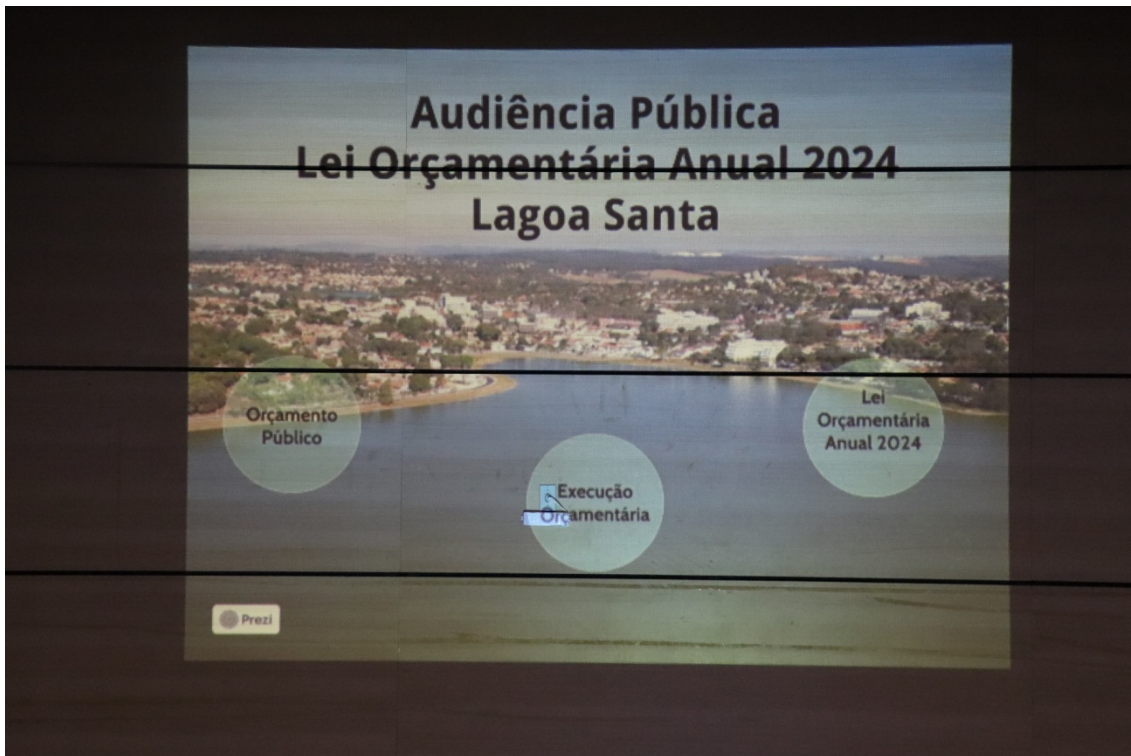 Audiência Pública
Lei Orçamentária Anual 2024
Lagoa Santa
Orçamento
Público
Lei
Orçamentária
Anual 2024
Execução
Orçamentária
Prezi